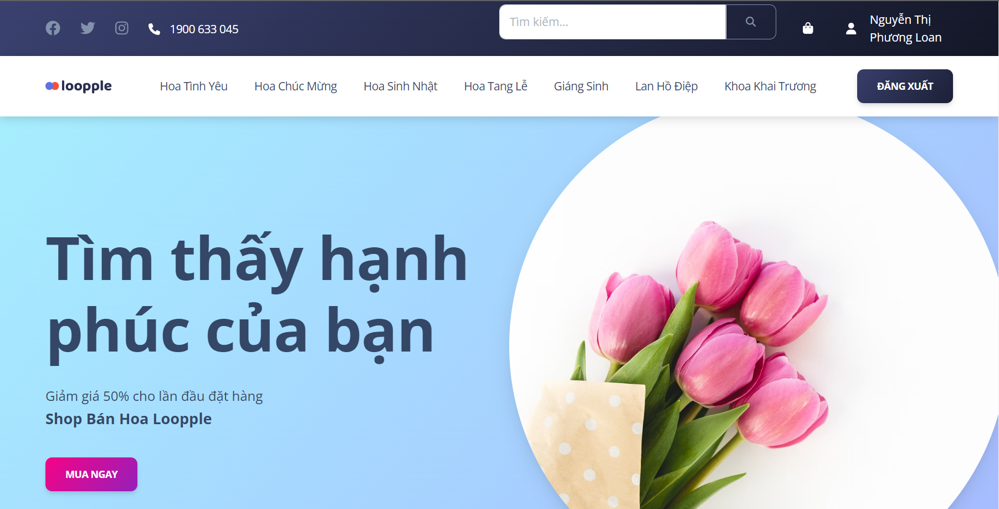 1900 633 045
Tìm kiếm...
Nguyễn Thị
Phương Loan
loopple
Hoa Tình Yêu
Hoa Chúc Mừng
Hoa Sinh Nhật
Hoa Tang Lễ
Giáng Sinh
Lan Hồ Điệp
Khoa Khai Trương
ĐĂNG XUẤT
Tìm thấy hạnh
phúc của bạn
Giảm giá 50% cho lần đầu đặt hàng
Shop Bán Hoa Loopple
MUA NGAY